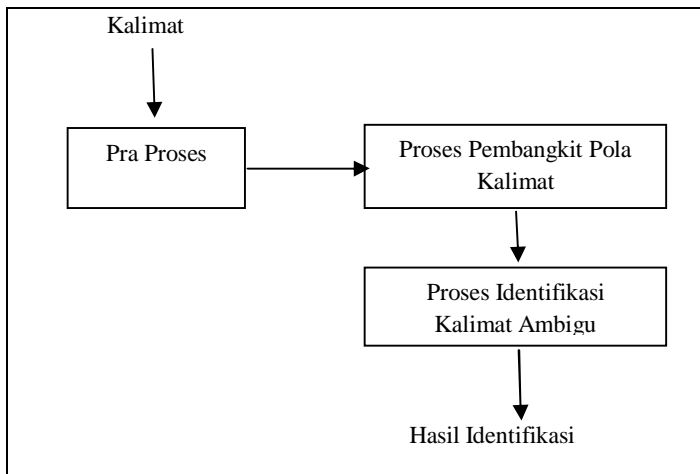 Kalimat
Pra Proses
Proses Pembangkit Pola
Kalimat
Proses Identifikasi
Kalimat Ambigu
Hasil Identifikasi